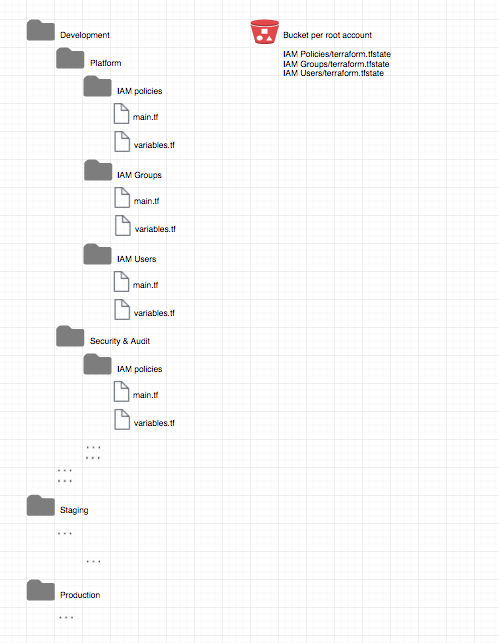 Development
Platform
IAM policies
main.tf
variables.tf
IAM Groups
main.tf
variables.tf
IAM Users
main.tf
variables.tf
Security & Audit
IAM policies
main.tf
variables.tf
...
...
...
...
Staging
...
...
Production
...
Bucket per root account
IAM Policies/terraform.tfstate
IAM Groups/terraform.tfstate
IAM Users/terraform.tfstate